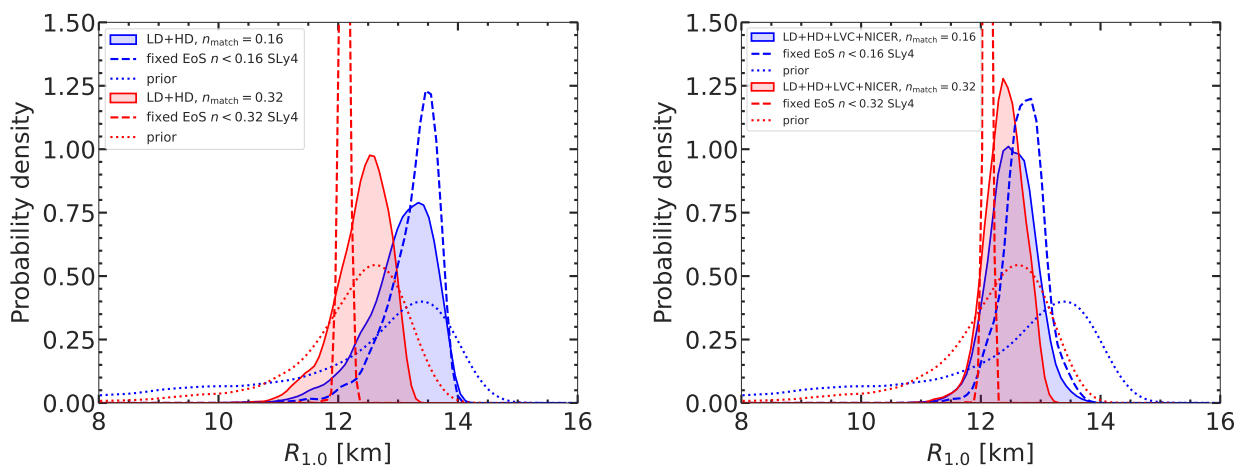 1.50
1.25
1.00
0.75
0.50
0.25
0.00
Probability density
LD+HD, n_match = 0.16
fixed EoS n < 0.16 SLy4
prior
LD+HD, n_match = 0.32
fixed EoS n < 0.32 SLy4
prior
8 10 12 14 16
R_1.0 [km]
1.50
1.25
1.00
0.75
0.50
0.25
0.00
Probability density
LD+HD+LVC+NICER, n_match = 0.16
fixed EoS n < 0.16 SLy4
prior
LD+HD+LVC+NICER, n_match = 0.32
fixed EoS n < 0.32 SLy4
prior
8 10 12 14 16
R_1.0 [km]